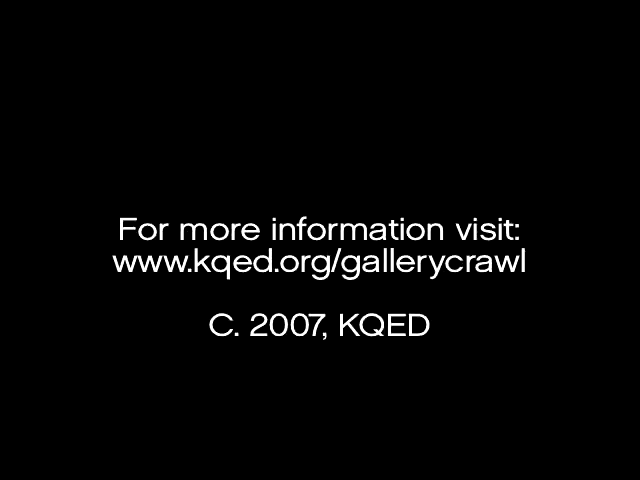 For more information visit:
www.kqed.org/gallerycrawl
C. 2007, KQED